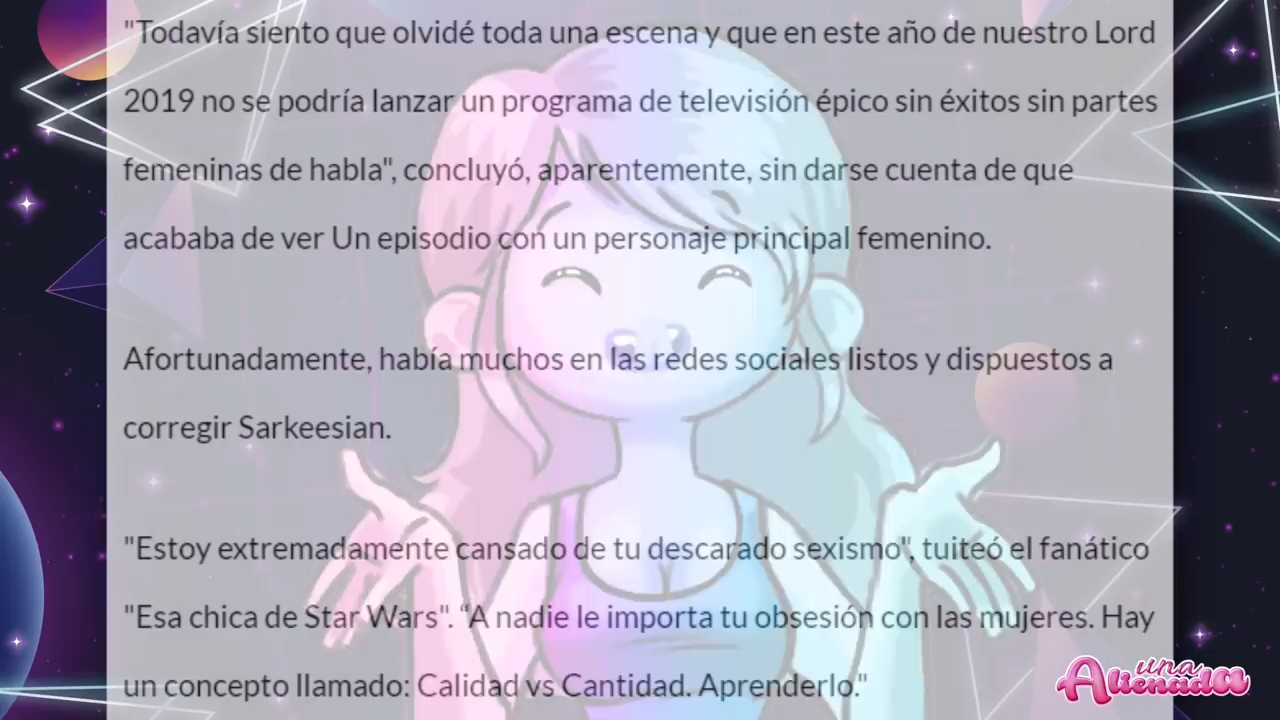 "Todavía siento que olvidé toda una escena y que en este año de nuestro Lord
2019 no se podría lanzar un programa de televisión épico sin éxitos sin partes
femeninas de habla", concluyó, aparentemente, sin darse cuenta de que
acababa de ver Un episodio con un personaje principal femenino.
Afortunadamente, había muchos en las redes sociales listos y dispuestos a
corregir Sarkeesian.
"Estoy extremadamente cansado de tu descarado sexismo", tuiteó el fanático
"Esa chica de Star Wars". “A nadie le importa tu obsesión con las mujeres. Hay
un concepto llamado: Calidad vs Cantidad. Aprenderlo."
una
Alienada